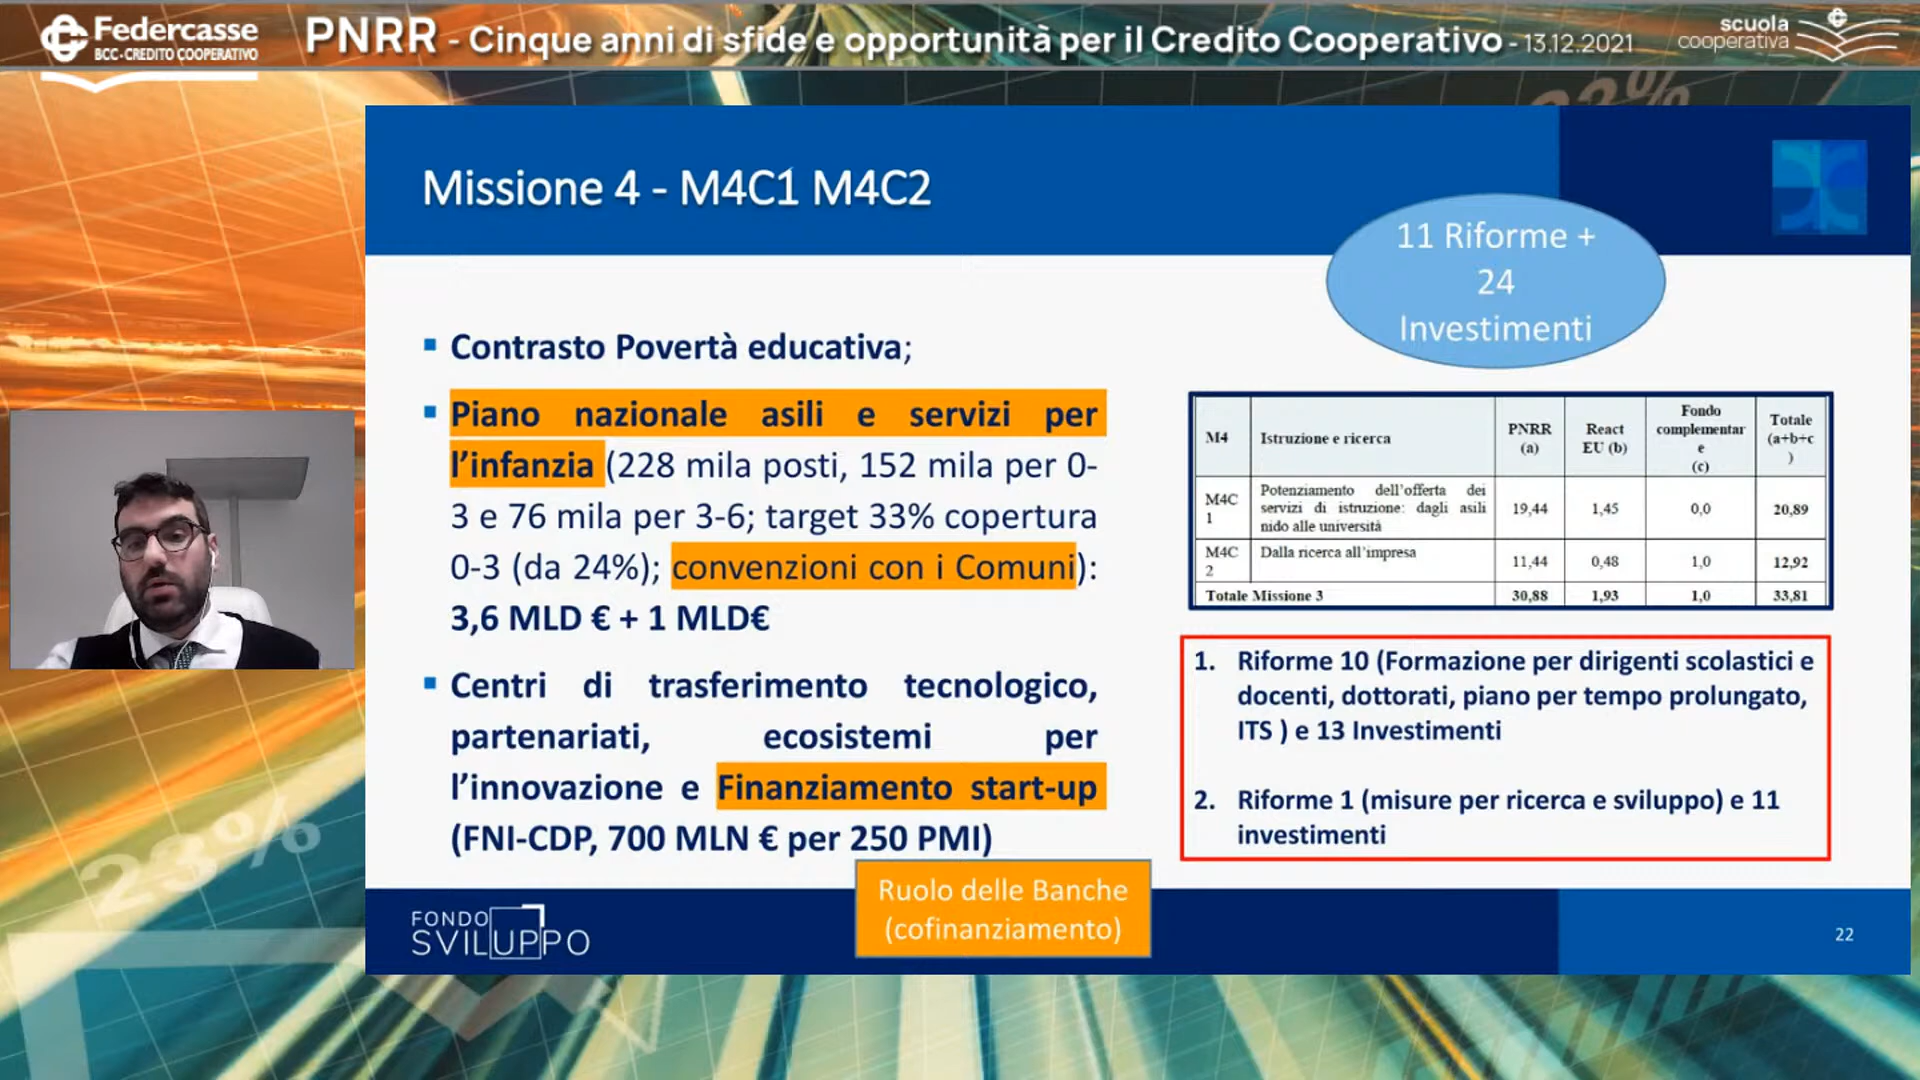 Federcasse
BCC-CREDITO COOPERATIVO
PNRR - Cinque anni di sfide e opportunità per il Credito Cooperativo - 13.12.2021
scuola
cooperativa
23%
Missione 4 - M4C1 M4C2
11 Riforme +
24
Investimenti
▪ Contrasto Povertà educativa;
▪ Piano nazionale asili e servizi per
l'infanzia (228 mila posti, 152 mila per 0-
3 e 76 mila per 3-6; target 33% copertura
0-3 (da 24%); convenzioni con i Comuni):
3,6 MLD € + 1 MLD€
▪ Centri di trasferimento tecnologico,
partenariati, ecosistemi per
l'innovazione e Finanziamento start-up
(FNI-CDP, 700 MLN € per 250 PMI)
M4 Istruzione e ricerca PNRR (a) React EU (b) Fondo complementar e (c) Totale (a+b+c )
M4C 1 Potenziamento dell'offerta dei servizi di istruzione: dagli asili nido alle università 19,44 1,45 0,0 20,89
M4C 2 Dalla ricerca all'impresa 11,44 0,48 1,0 12,92
Totale Missione 3 30,88 1,93 1,0 33,81
1. Riforme 10 (Formazione per dirigenti scolastici e
docenti, dottorati, piano per tempo prolungato,
ITS ) e 13 Investimenti
2. Riforme 1 (misure per ricerca e sviluppo) e 11
investimenti
Ruolo delle Banche
(cofinanziamento)
FONDO
SVILUPPO
22
23%